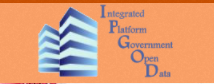 Integrated
Platform
Government
Open
Data